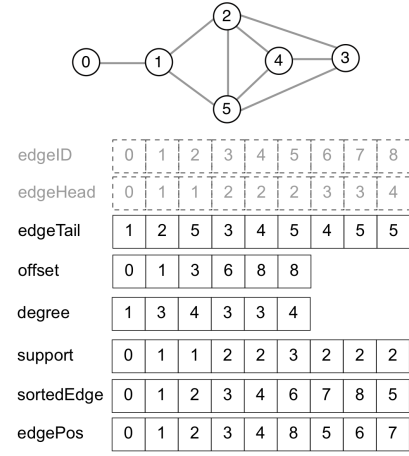 2
0 1 4 3
5
edgeID 0 1 2 3 4 5 6 7 8
edgeHead 0 1 1 2 2 2 3 3 4
edgeTail 1 2 5 3 4 5 4 5 5
offset 0 1 3 6 8 8
degree 1 3 4 3 3 4
support 0 1 1 2 2 3 2 2 2
sortedEdge 0 1 2 3 4 6 7 8 5
edgePos 0 1 2 3 4 8 5 6 7